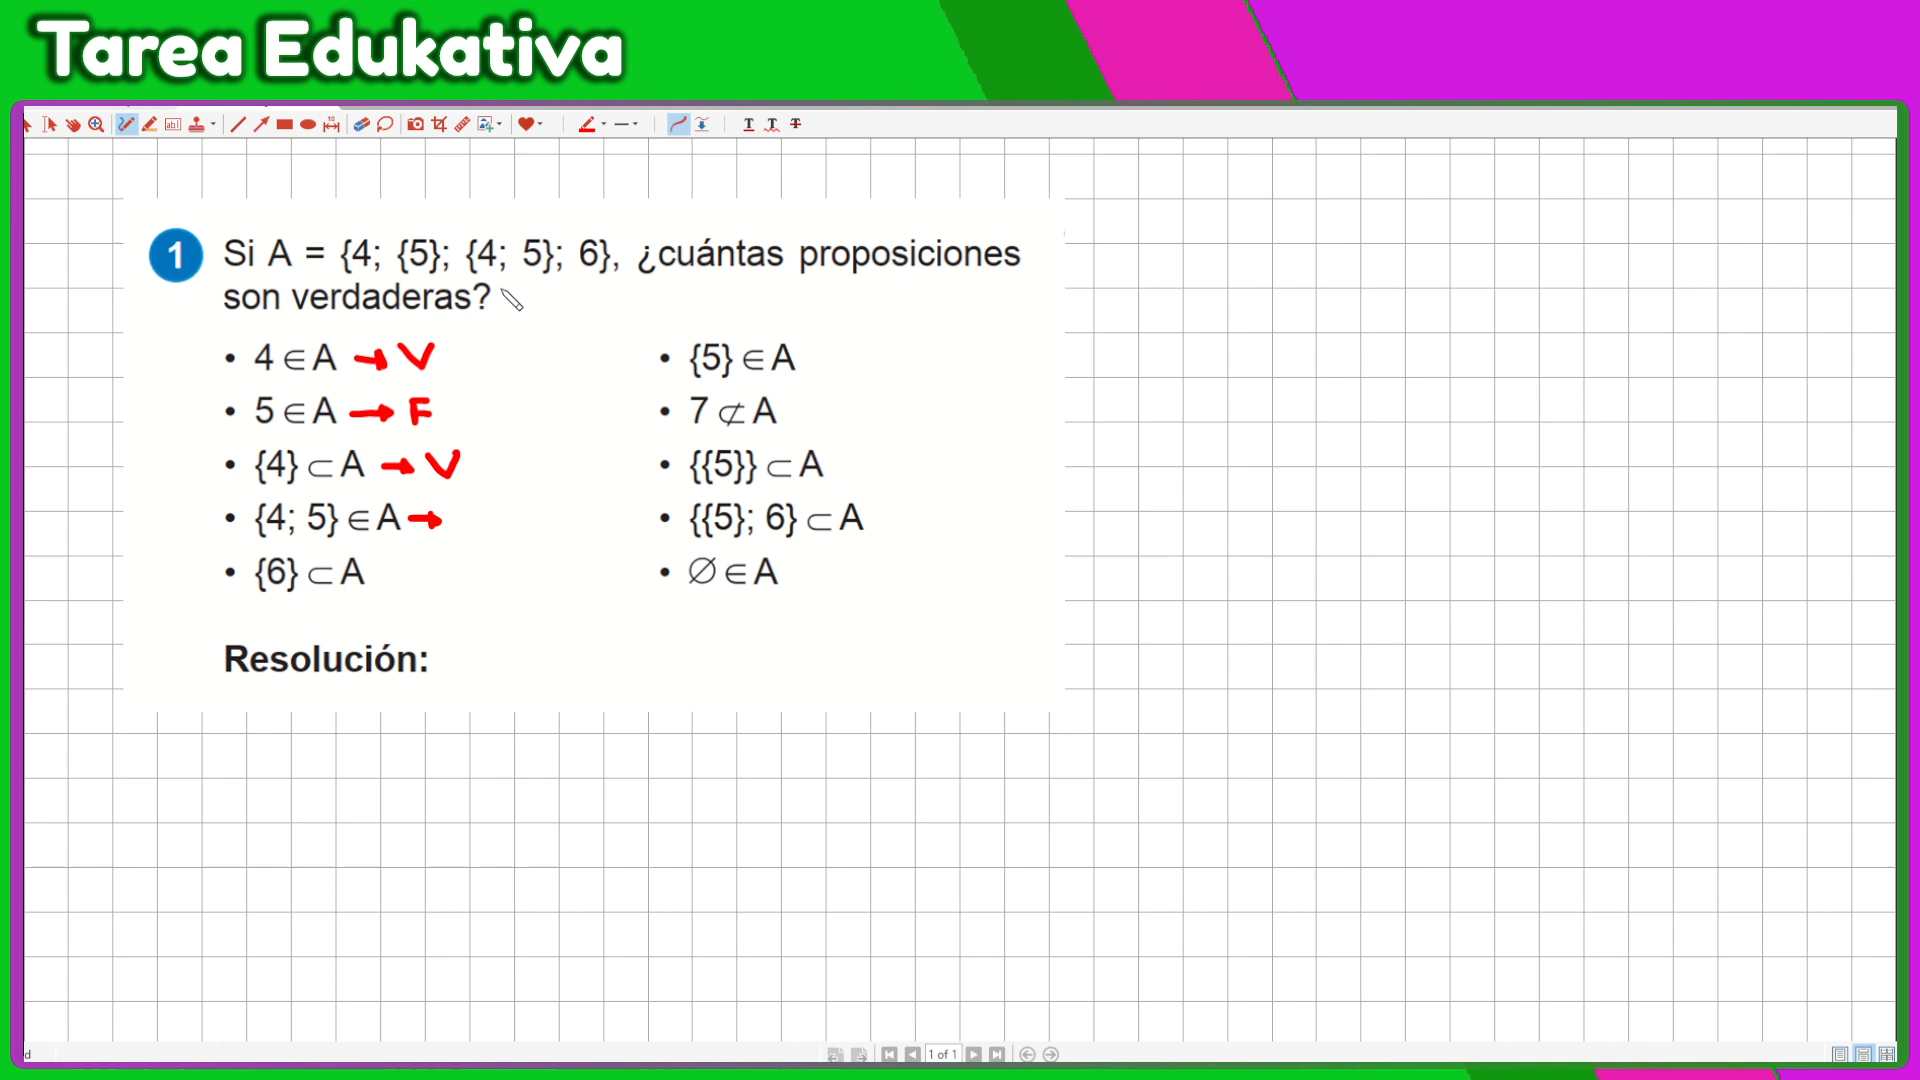 Tarea Edukativa
1 Si A = {4; {5}; {4; 5}; 6}, ¿cuántas proposiciones
son verdaderas?
• 4 ∈ A → V
• 5 ∈ A → F
• {4} ⊂ A → V
• {4; 5} ∈ A →
• {6} ⊂ A
• {5} ∈ A
• 7 ⊄ A
• {{5}} ⊂ A
• {{5}; 6} ⊂ A
• ∅ ∈ A
Resolución:
1 of 1